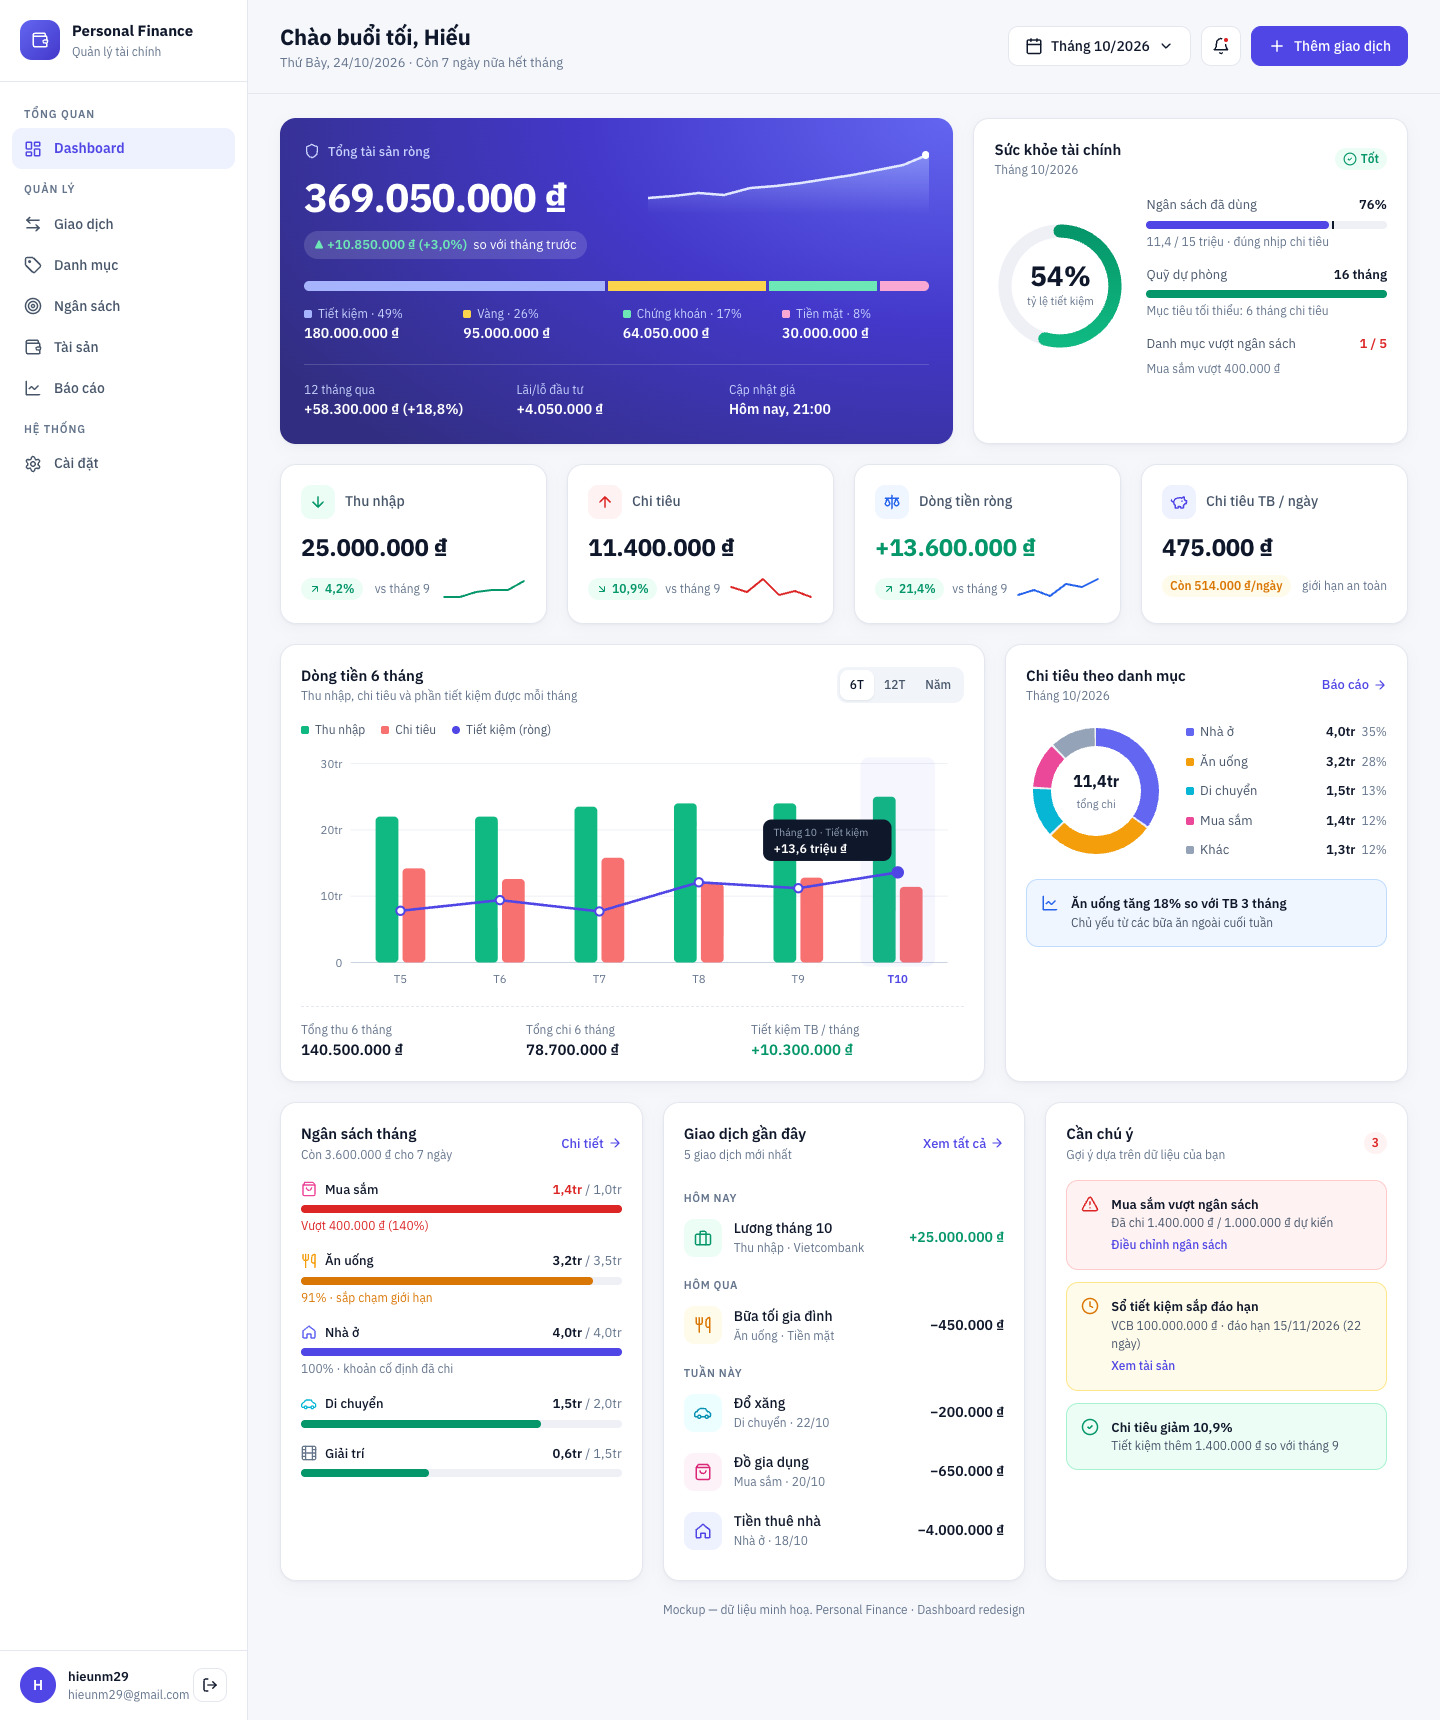 Personal Finance
Quản lý tài chính
TỔNG QUAN
Dashboard
QUẢN LÝ
Giao dịch
Danh mục
Ngân sách
Tài sản
Báo cáo
HỆ THỐNG
Cài đặt
H
hieunm29
hieunm29@gmail.com
Chào buổi tối, Hiếu
Thứ Bảy, 24/10/2026 · Còn 7 ngày nữa hết tháng
Tháng 10/2026
Thêm giao dịch
Tổng tài sản ròng
369.050.000 ₫
▲ +10.850.000 ₫ (+3,0%) so với tháng trước
Tiết kiệm · 49%
180.000.000 ₫
Vàng · 26%
95.000.000 ₫
Chứng khoán · 17%
64.050.000 ₫
Tiền mặt · 8%
30.000.000 ₫
12 tháng qua
+58.300.000 ₫ (+18,8%)
Lãi/lỗ đầu tư
+4.050.000 ₫
Cập nhật giá
Hôm nay, 21:00
Sức khỏe tài chính
Tháng 10/2026
Tốt
54%
tỷ lệ tiết kiệm
Ngân sách đã dùng 76%
11,4 / 15 triệu · đúng nhịp chi tiêu
Quỹ dự phòng 16 tháng
Mục tiêu tối thiểu: 6 tháng chi tiêu
Danh mục vượt ngân sách 1 / 5
Mua sắm vượt 400.000 ₫
Thu nhập
25.000.000 ₫
4,2% vs tháng 9
Chi tiêu
11.400.000 ₫
10,9% vs tháng 9
Dòng tiền ròng
+13.600.000 ₫
21,4% vs tháng 9
Chi tiêu TB / ngày
475.000 ₫
Còn 514.000 ₫/ngày giới hạn an toàn
Dòng tiền 6 tháng
Thu nhập, chi tiêu và phần tiết kiệm được mỗi tháng
6T 12T Năm
Thu nhập Chi tiêu Tiết kiệm (ròng)
30tr
20tr
10tr
0
Tháng 10 · Tiết kiệm
+13,6 triệu ₫
T5 T6 T7 T8 T9 T10
Tổng thu 6 tháng
140.500.000 ₫
Tổng chi 6 tháng
78.700.000 ₫
Tiết kiệm TB / tháng
+10.300.000 ₫
Chi tiêu theo danh mục
Tháng 10/2026
Báo cáo →
11,4tr
tổng chi
Nhà ở 4,0tr 35%
Ăn uống 3,2tr 28%
Di chuyển 1,5tr 13%
Mua sắm 1,4tr 12%
Khác 1,3tr 12%
Ăn uống tăng 18% so với TB 3 tháng
Chủ yếu từ các bữa ăn ngoài cuối tuần
Ngân sách tháng
Còn 3.600.000 ₫ cho 7 ngày
Chi tiết →
Mua sắm 1,4tr / 1,0tr
Vượt 400.000 ₫ (140%)
Ăn uống 3,2tr / 3,5tr
91% · sắp chạm giới hạn
Nhà ở 4,0tr / 4,0tr
100% · khoản cố định đã chi
Di chuyển 1,5tr / 2,0tr
Giải trí 0,6tr / 1,5tr
Giao dịch gần đây
5 giao dịch mới nhất
Xem tất cả →
HÔM NAY
Lương tháng 10
Thu nhập · Vietcombank
+25.000.000 ₫
HÔM QUA
Bữa tối gia đình
Ăn uống · Tiền mặt
−450.000 ₫
TUẦN NÀY
Đổ xăng
Di chuyển · 22/10
−200.000 ₫
Đồ gia dụng
Mua sắm · 20/10
−650.000 ₫
Tiền thuê nhà
Nhà ở · 18/10
−4.000.000 ₫
Cần chú ý
Gợi ý dựa trên dữ liệu của bạn
3
Mua sắm vượt ngân sách
Đã chi 1.400.000 ₫ / 1.000.000 ₫ dự kiến
Điều chỉnh ngân sách
Sổ tiết kiệm sắp đáo hạn
VCB 100.000.000 ₫ · đáo hạn 15/11/2026 (22
ngày)
Xem tài sản
Chi tiêu giảm 10,9%
Tiết kiệm thêm 1.400.000 ₫ so với tháng 9
Mockup — dữ liệu minh hoạ. Personal Finance · Dashboard redesign